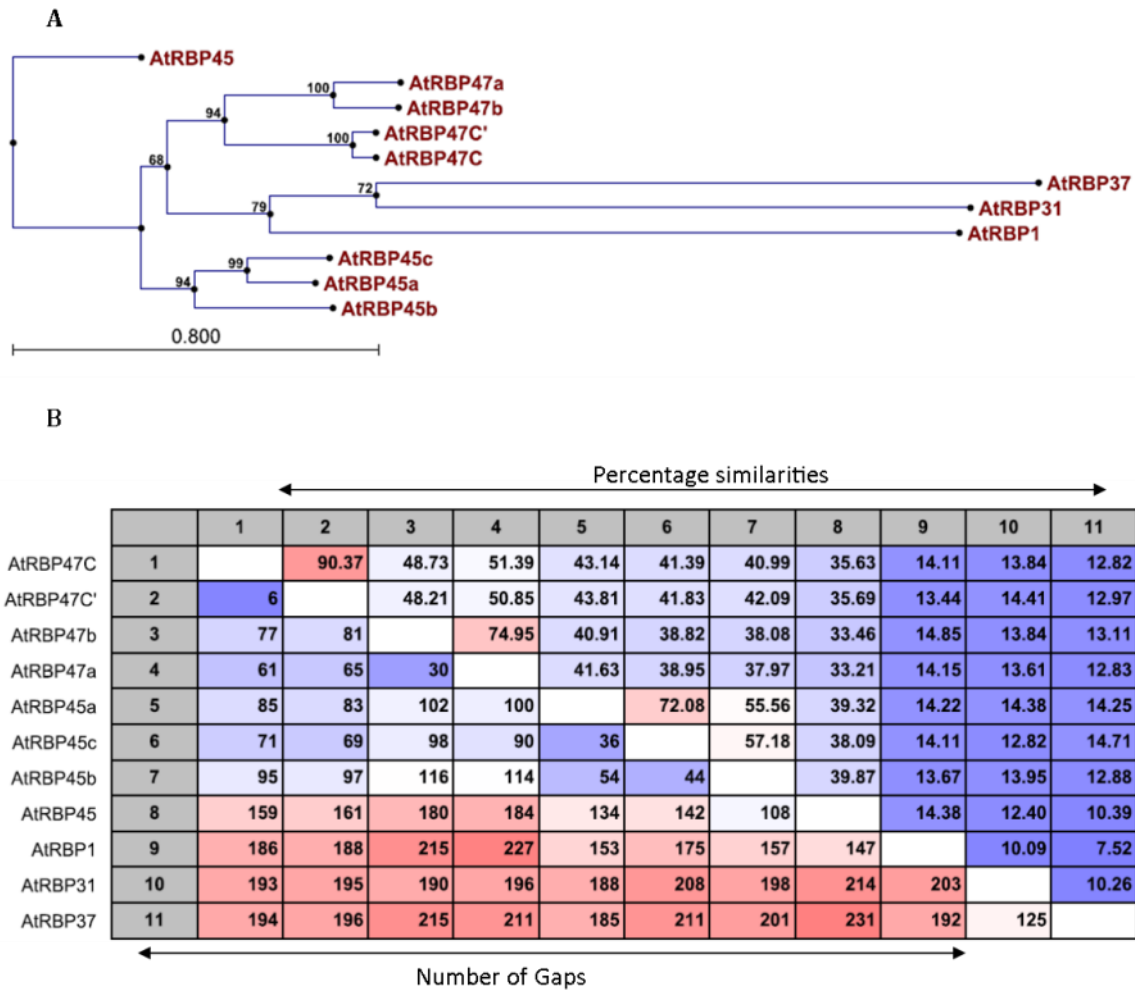 A
AtRBP45
AtRBP47a
100
AtRBP47b
94
AtRBP47C'
100
AtRBP47C
68
AtRBP37
72
AtRBP31
79
AtRBP1
AtRBP45c
99
AtRBP45a
94
AtRBP45b
0.800
B
Percentage similarities
1 2 3 4 5 6 7 8 9 10 11
AtRBP47C 1 90.37 48.73 51.39 43.14 41.39 40.99 35.63 14.11 13.84 12.82
AtRBP47C' 2 6 48.21 50.85 43.81 41.83 42.09 35.69 13.44 14.41 12.97
AtRBP47b 3 77 81 74.95 40.91 38.82 38.08 33.46 14.85 13.84 13.11
AtRBP47a 4 61 65 30 41.63 38.95 37.97 33.21 14.15 13.61 12.83
AtRBP45a 5 85 83 102 100 72.08 55.56 39.32 14.22 14.38 14.25
AtRBP45c 6 71 69 98 90 36 57.18 38.09 14.11 12.82 14.71
AtRBP45b 7 95 97 116 114 54 44 39.87 13.67 13.95 12.88
AtRBP45 8 159 161 180 184 134 142 108 14.38 12.40 10.39
AtRBP1 9 186 188 215 227 153 175 157 147 10.09 7.52
AtRBP31 10 193 195 190 196 188 208 198 214 203 10.26
AtRBP37 11 194 196 215 211 185 211 201 231 192 125
Number of Gaps